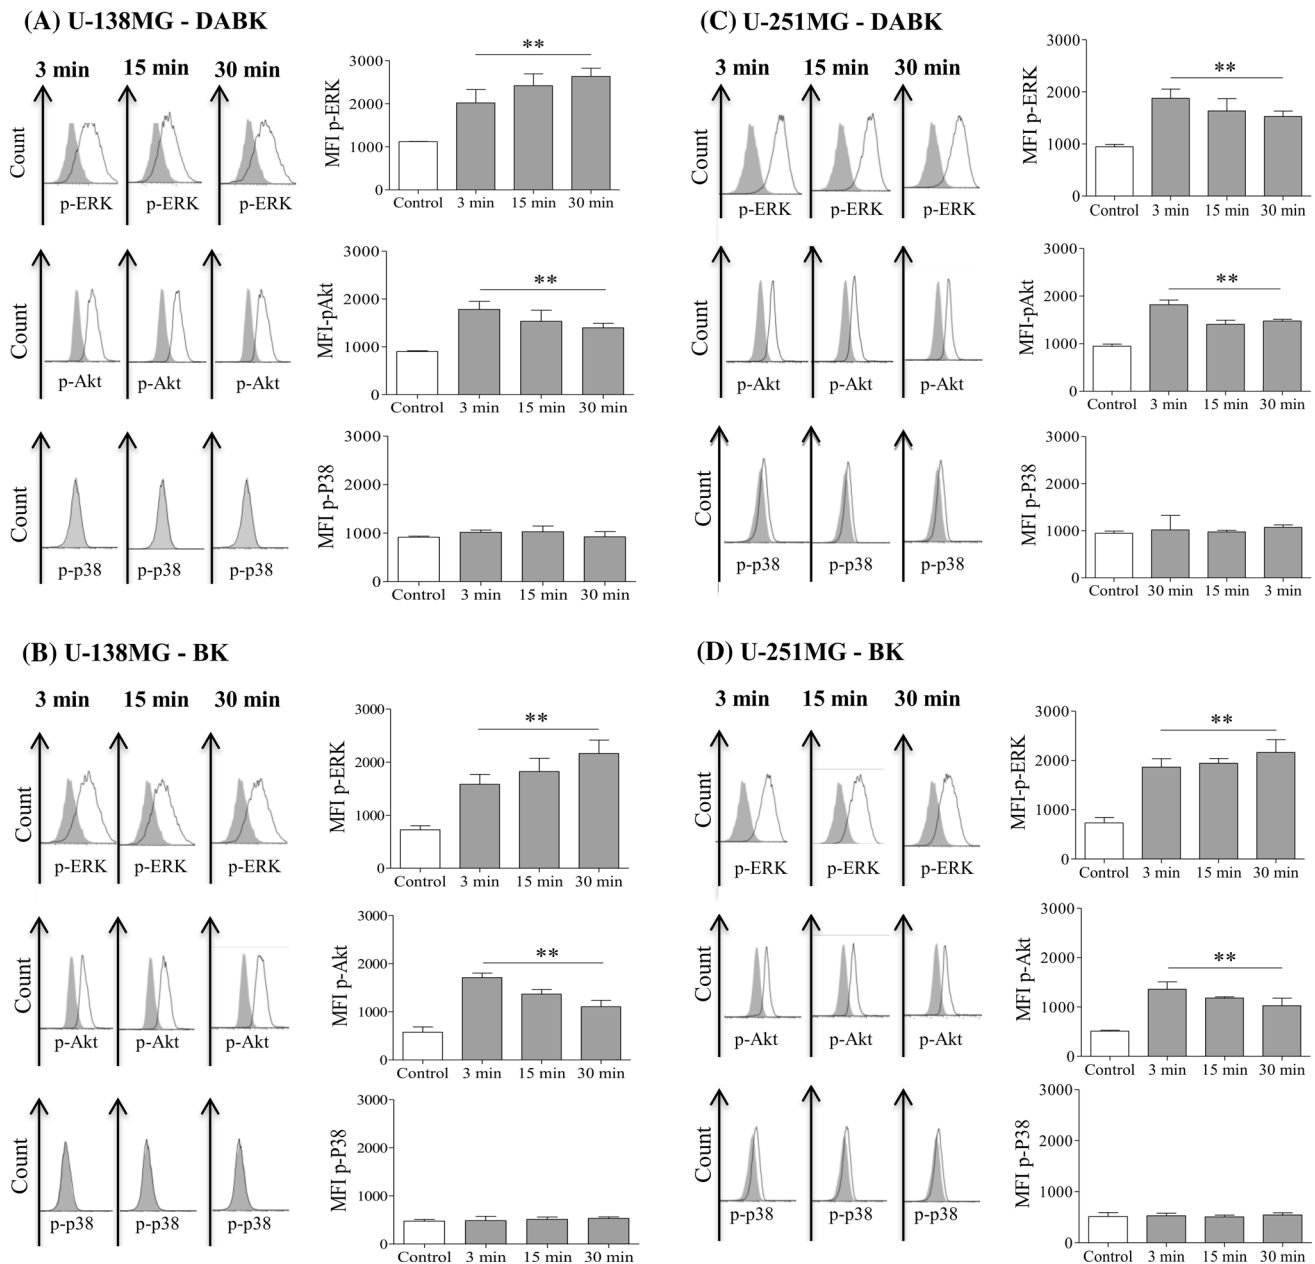 (A) U-138MG - DABK
3 min 15 min 30 min
Count
p-ERK p-ERK p-ERK
MFI p-ERK
3000
2000
1000
0
**
Control 3 min 15 min 30 min
Count
p-Akt p-Akt p-Akt
MFI-pAkt
3000
2000
1000
0
**
Control 3 min 15 min 30 min
Count
p-p38 p-p38 p-p38
MFI p-P38
3000
2000
1000
0
Control 3 min 15 min 30 min
(B) U-138MG - BK
3 min 15 min 30 min
Count
p-ERK p-ERK p-ERK
MFI p-ERK
3000
2000
1000
0
**
Control 3 min 15 min 30 min
Count
p-Akt p-Akt p-Akt
MFI p-Akt
3000
2000
1000
0
**
Control 3 min 15 min 30 min
Count
p-p38 p-p38 p-p38
MFI p-P38
3000
2000
1000
0
Control 3 min 15 min 30 min
(C) U-251MG - DABK
3 min 15 min 30 min
Count
p-ERK p-ERK p-ERK
MFI p-ERK
3000
2000
1000
0
**
Control 3 min 15 min 30 min
Count
p-Akt p-Akt p-Akt
MFI-pAkt
3000
2000
1000
0
**
Control 3 min 15 min 30 min
Count
p-p38 p-p38 p-p38
MFI p-P38
3000
2000
1000
0
Control 30 min 15 min 3 min
(D) U-251MG - BK
3 min 15 min 30 min
Count
p-ERK p-ERK p-ERK
MFI-p-ERK
3000
2000
1000
0
**
Control 3 min 15 min 30 min
Count
p-Akt p-Akt p-Akt
MFI p-Akt
3000
2000
1000
0
**
Control 3 min 15 min 30 min
Count
p-p38 p-p38 p-p38
MFI p-P38
3000
2000
1000
0
Control 3 min 15 min 30 min